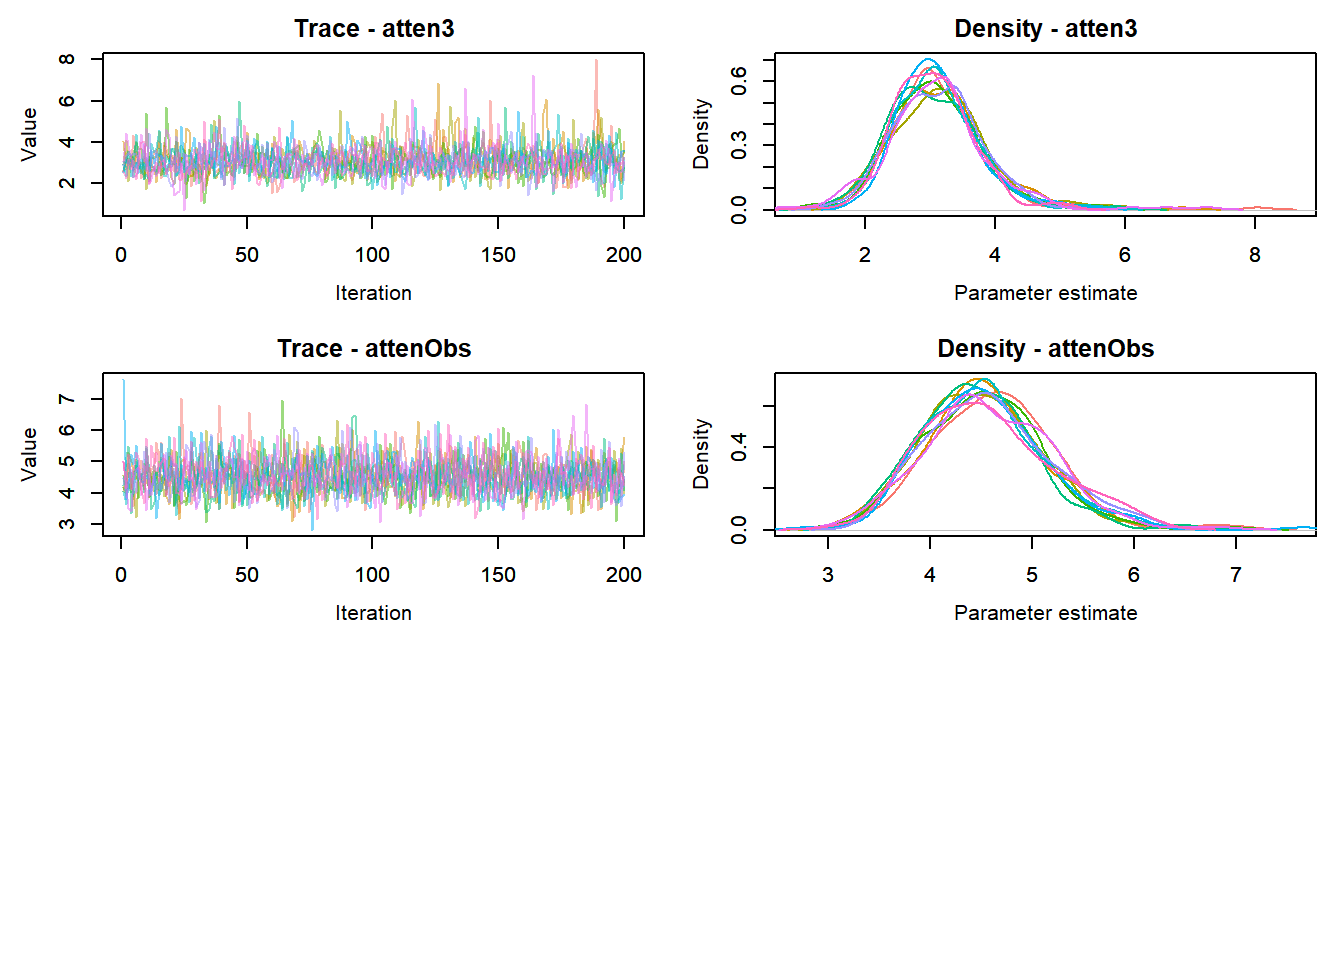 Trace - atten3
Value
8
6
4
2
0 50 100 150 200
Iteration
Density - atten3
Density
0.6
0.3
0.0
2 4 6 8
Parameter estimate
Trace - attenObs
Value
7
6
5
4
3
0 50 100 150 200
Iteration
Density - attenObs
Density
0.4
0.0
3 4 5 6 7
Parameter estimate